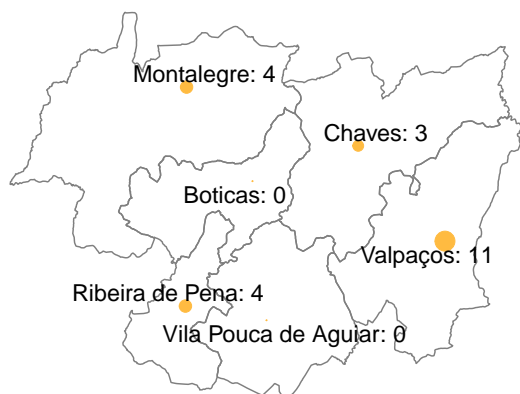 Montalegre: 4
Chaves: 3
Boticas: 0
Valpaços: 11
Ribeira de Pena: 4
Vila Pouca de Aguiar: 0